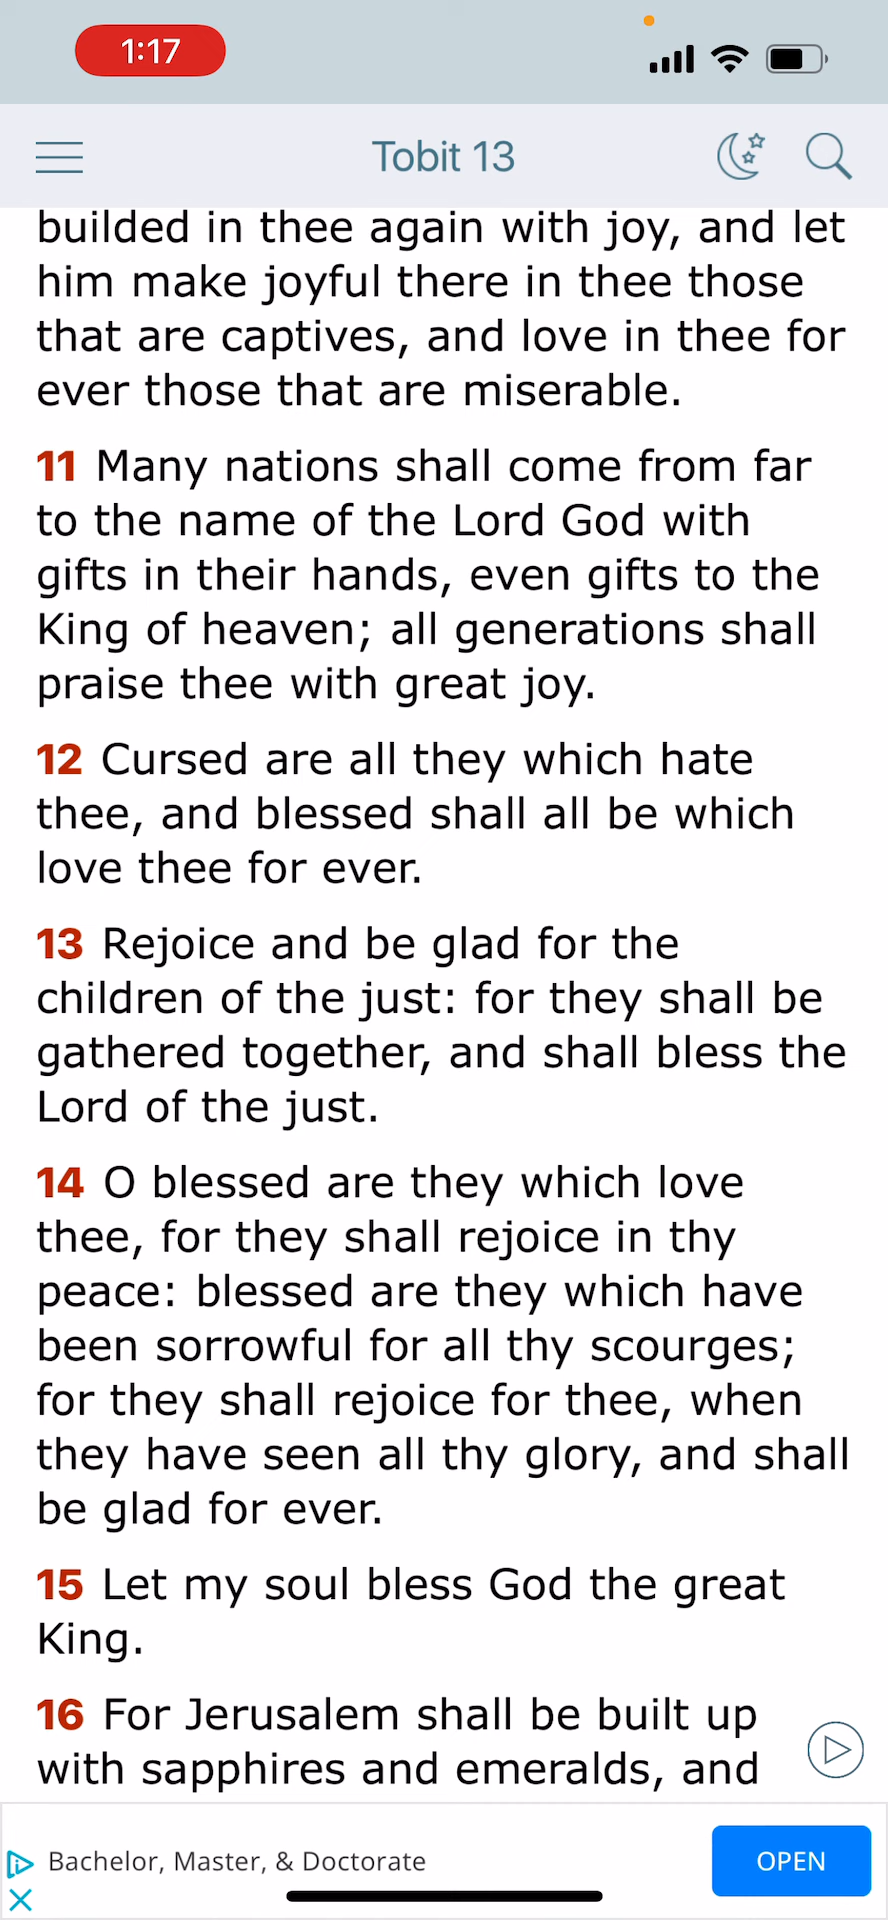 1:17
Tobit 13
builded in thee again with joy, and let
him make joyful there in thee those
that are captives, and love in thee for
ever those that are miserable.
11 Many nations shall come from far
to the name of the Lord God with
gifts in their hands, even gifts to the
King of heaven; all generations shall
praise thee with great joy.
12 Cursed are all they which hate
thee, and blessed shall all be which
love thee for ever.
13 Rejoice and be glad for the
children of the just: for they shall be
gathered together, and shall bless the
Lord of the just.
14 O blessed are they which love
thee, for they shall rejoice in thy
peace: blessed are they which have
been sorrowful for all thy scourges;
for they shall rejoice for thee, when
they have seen all thy glory, and shall
be glad for ever.
15 Let my soul bless God the great
King.
16 For Jerusalem shall be built up
with sapphires and emeralds, and
Bachelor, Master, & Doctorate
OPEN